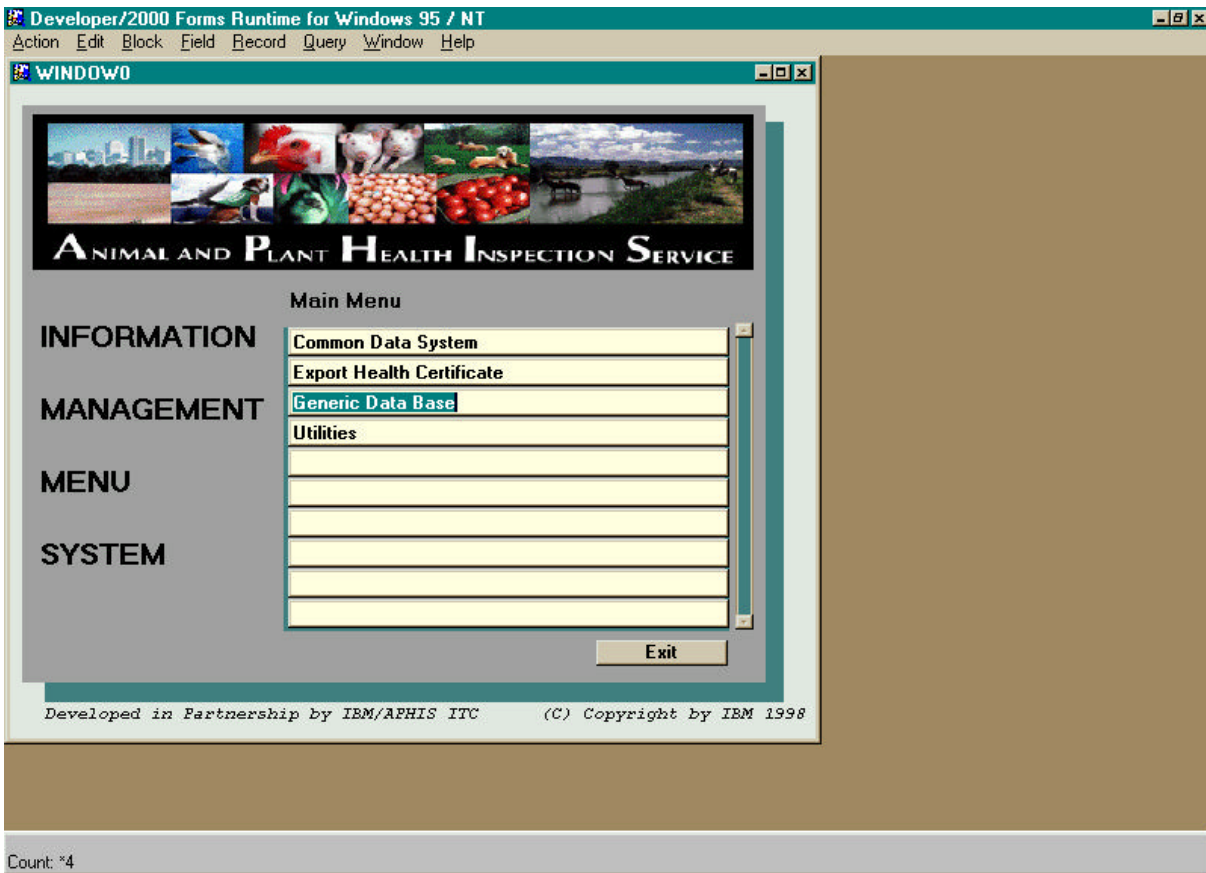 Developer/2000 Forms Runtime for Windows 95 / NT
Action Edit Block Field Record Query Window Help
WINDOW0
ANIMAL AND PLANT HEALTH INSPECTION SERVICE
Main Menu
INFORMATION
MANAGEMENT
MENU
SYSTEM
Common Data System
Export Health Certificate
Generic Data Base
Utilities
Exit
Developed in Partnership by IBM/APHIS ITC (C) Copyright by IBM 1998
Count: *4